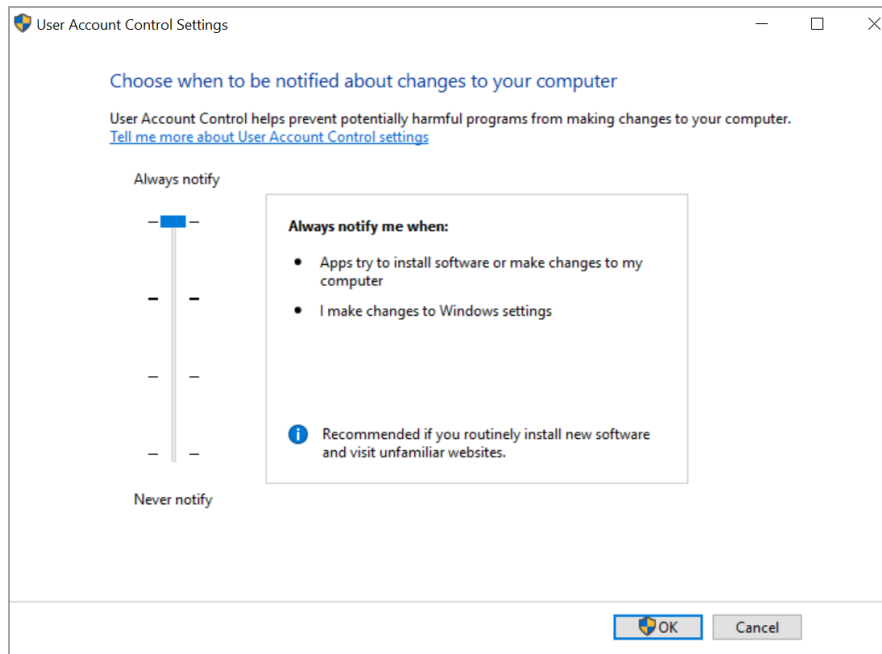 User Account Control Settings
Choose when to be notified about changes to your computer
User Account Control helps prevent potentially harmful programs from making changes to your computer.
Tell me more about User Account Control settings
Always notify
Always notify me when:
Apps try to install software or make changes to my
computer
I make changes to Windows settings
Recommended if you routinely install new software
and visit unfamiliar websites.
Never notify
OK
Cancel